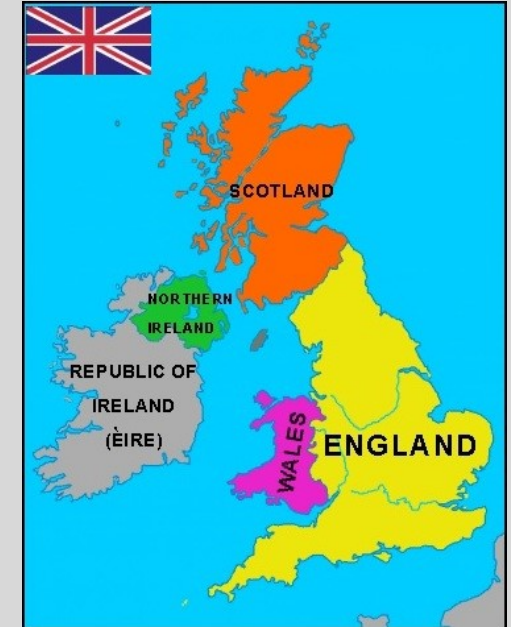 SCOTLAND
NORTHERN
IRELAND
REPUBLIC OF
IRELAND
(ÈIRE)
WALES
ENGLAND